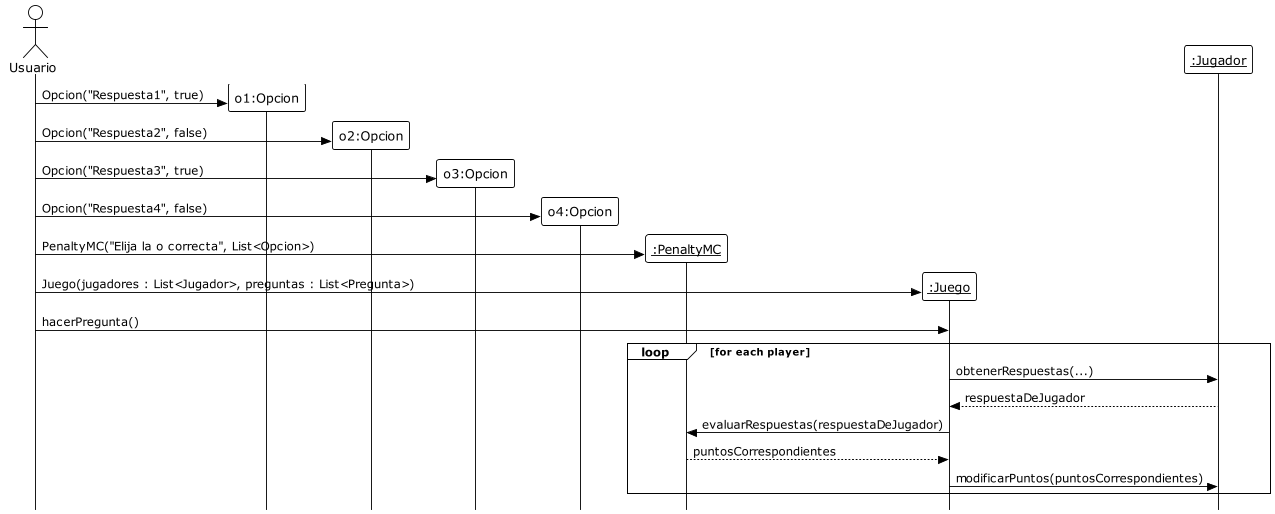 Usuario
:Jugador
Opcion("Respuesta1", true)
o1:Opcion
Opcion("Respuesta2", false)
o2:Opcion
Opcion("Respuesta3", true)
o3:Opcion
Opcion("Respuesta4", false)
o4:Opcion
PenaltyMC("Elija la o correcta", List<Opcion>)
:PenaltyMC
Juego(jugadores : List<Jugador>, preguntas : List<Pregunta>)
:Juego
hacerPregunta()
loop [for each player]
obtenerRespuestas(...)
respuestaDeJugador
evaluarRespuestas(respuestaDeJugador)
puntosCorrespondientes
modificarPuntos(puntosCorrespondientes)